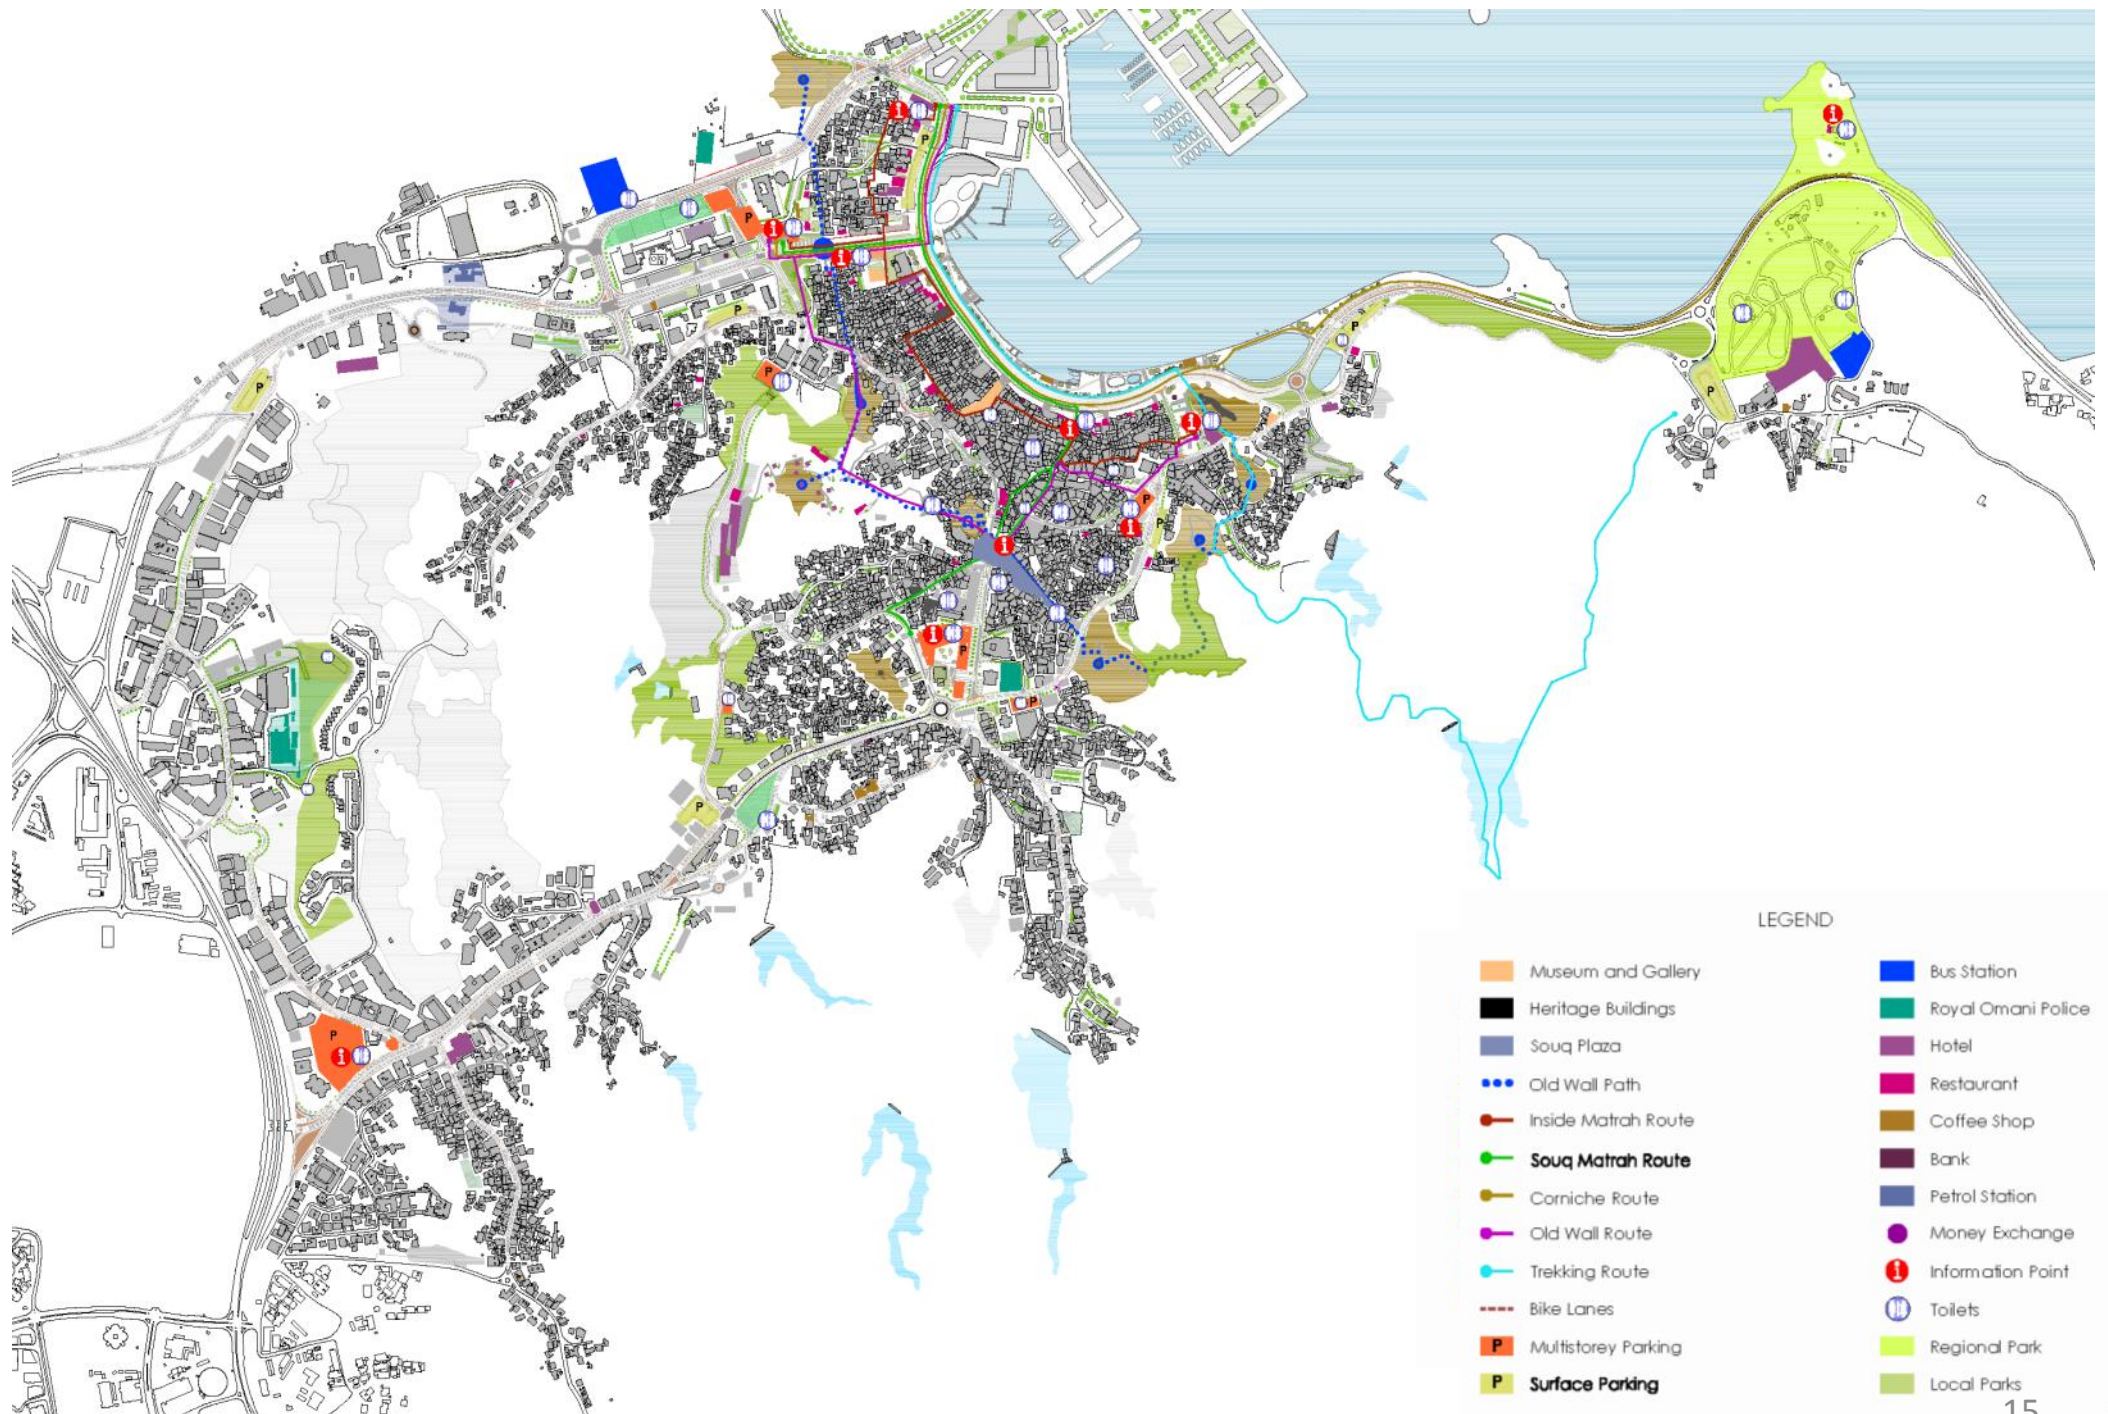 P
P
P
P
P
P
P
P
P
P
P
P
P
P
LEGEND
Museum and Gallery
Heritage Buildings
Souq Plaza
Old Wall Path
Inside Matrah Route
Souq Matrah Route
Corniche Route
Old Wall Route
Trekking Route
Bike Lanes
P Multistorey Parking
P Surface Parking
Bus Station
Royal Omani Police
Hotel
Restaurant
Coffee Shop
Bank
Petrol Station
Money Exchange
i Information Point
Toilets
Regional Park
Local Parks
15